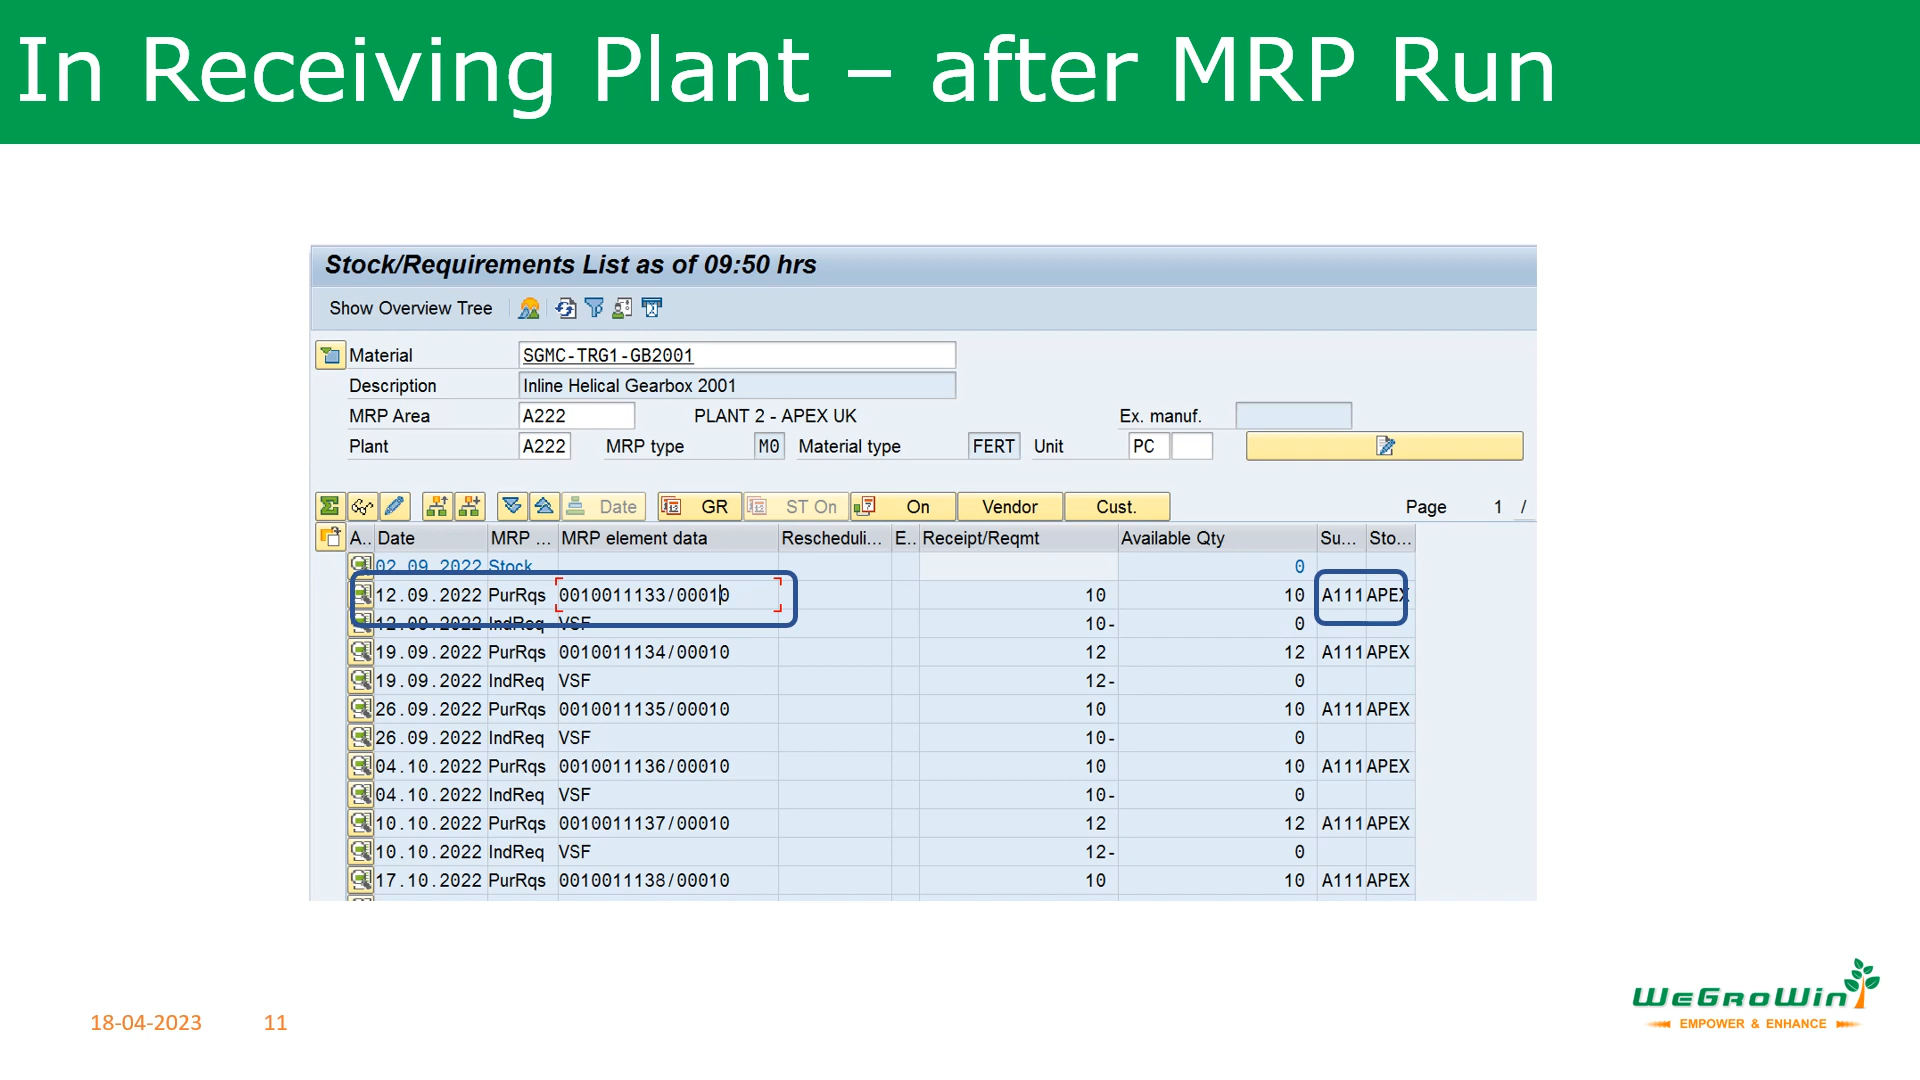 In Receiving Plant – after MRP Run
Stock/Requirements List as of 09:50 hrs
Show Overview Tree
Material SGMC-TRG1-GB2001
Description Inline Helical Gearbox 2001
MRP Area A222 PLANT 2 - APEX UK Ex. manuf.
Plant A222 MRP type M0 Material type FERT Unit PC
Date GR ST On On Vendor Cust. Page 1 /
A.. Date MRP ... MRP element data Rescheduli... E.. Receipt/Reqmt Available Qty Su... Sto...
02.09.2022 Stock 0
12.09.2022 PurRqs 0010011133/00010 10 10 A111 APEX
12.09.2022 IndReq VSF 10- 0
19.09.2022 PurRqs 0010011134/00010 12 12 A111 APEX
19.09.2022 IndReq VSF 12- 0
26.09.2022 PurRqs 0010011135/00010 10 10 A111 APEX
26.09.2022 IndReq VSF 10- 0
04.10.2022 PurRqs 0010011136/00010 10 10 A111 APEX
04.10.2022 IndReq VSF 10- 0
10.10.2022 PurRqs 0010011137/00010 12 12 A111 APEX
10.10.2022 IndReq VSF 12- 0
17.10.2022 PurRqs 0010011138/00010 10 10 A111 APEX
WeGroWin
EMPOWER & ENHANCE
18-04-2023 11